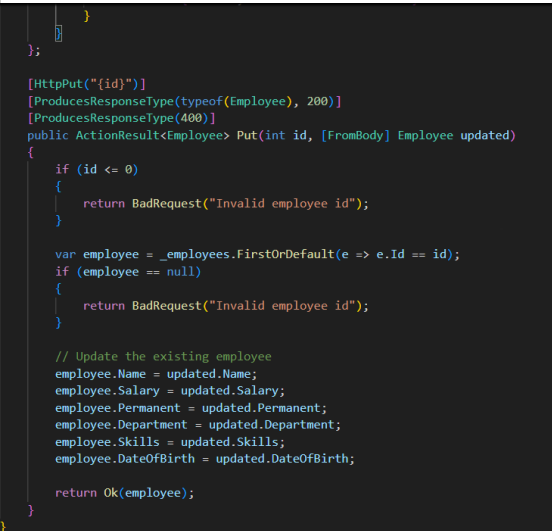 }
}
};
[HttpPut("{id}")]
[ProducesResponseType(typeof(Employee), 200)]
[ProducesResponseType(400)]
public ActionResult<Employee> Put(int id, [FromBody] Employee updated)
{
if (id <= 0)
{
return BadRequest("Invalid employee id");
}
var employee = _employees.FirstOrDefault(e => e.Id == id);
if (employee == null)
{
return BadRequest("Invalid employee id");
}
// Update the existing employee
employee.Name = updated.Name;
employee.Salary = updated.Salary;
employee.Permanent = updated.Permanent;
employee.Department = updated.Department;
employee.Skills = updated.Skills;
employee.DateOfBirth = updated.DateOfBirth;
return Ok(employee);
}
}